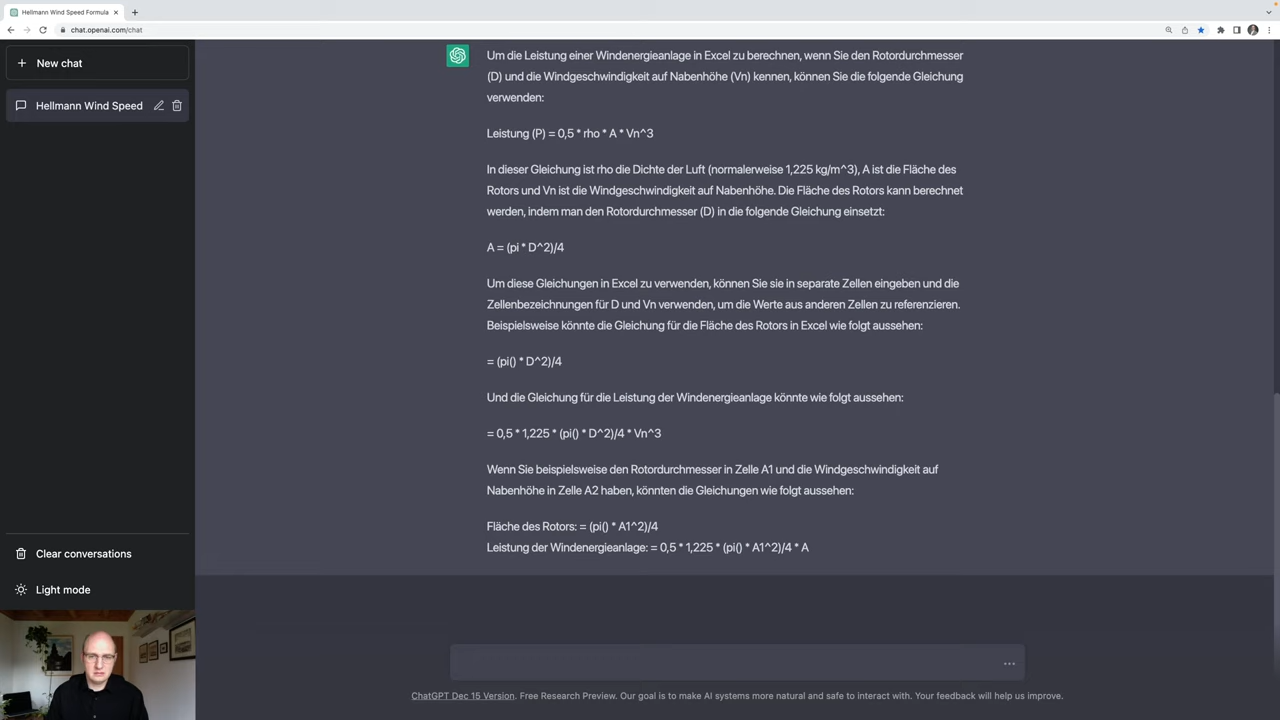 Hellmann Wind Speed Formula
chat.openai.com/chat
New chat
Hellmann Wind Speed
Um die Leistung einer Windenergieanlage in Excel zu berechnen, wenn Sie den Rotordurchmesser
(D) und die Windgeschwindigkeit auf Nabenhöhe (Vn) kennen, können Sie die folgende Gleichung
verwenden:
Leistung (P) = 0,5 * rho * A * Vn^3
In dieser Gleichung ist rho die Dichte der Luft (normalerweise 1,225 kg/m^3), A ist die Fläche des
Rotors und Vn ist die Windgeschwindigkeit auf Nabenhöhe. Die Fläche des Rotors kann berechnet
werden, indem man den Rotordurchmesser (D) in die folgende Gleichung einsetzt:
A = (pi * D^2)/4
Um diese Gleichungen in Excel zu verwenden, können Sie sie in separate Zellen eingeben und die
Zellenbezeichnungen für D und Vn verwenden, um die Werte aus anderen Zellen zu referenzieren.
Beispielsweise könnte die Gleichung für die Fläche des Rotors in Excel wie folgt aussehen:
= (pi() * D^2)/4
Und die Gleichung für die Leistung der Windenergieanlage könnte wie folgt aussehen:
= 0,5 * 1,225 * (pi() * D^2)/4 * Vn^3
Wenn Sie beispielsweise den Rotordurchmesser in Zelle A1 und die Windgeschwindigkeit auf
Nabenhöhe in Zelle A2 haben, könnten die Gleichungen wie folgt aussehen:
Fläche des Rotors: = (pi() * A1^2)/4
Leistung der Windenergieanlage: = 0,5 * 1,225 * (pi() * A1^2)/4 * A
Clear conversations
Light mode
ChatGPT Dec 15 Version. Free Research Preview. Our goal is to make AI systems more natural and safe to interact with. Your feedback will help us improve.